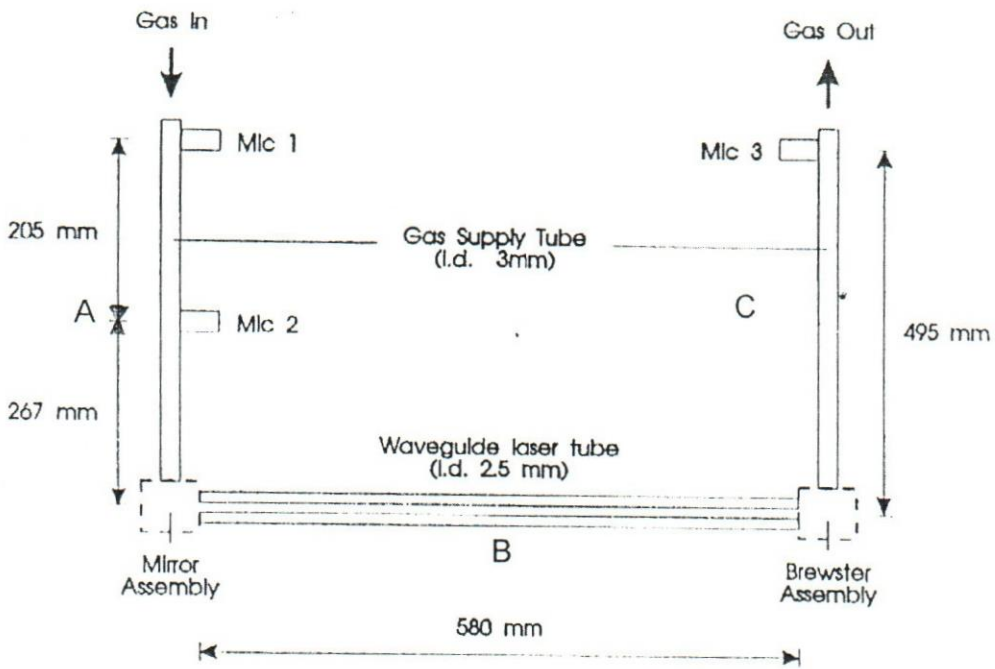 Gas In
Gas Out
Mic 1
Mic 3
205 mm
Gas Supply Tube
(I.d. 3mm)
A
Mic 2
C
495 mm
267 mm
Waveguide laser tube
(I.d. 2.5 mm)
B
Mirror
Assembly
Brewster
Assembly
580 mm